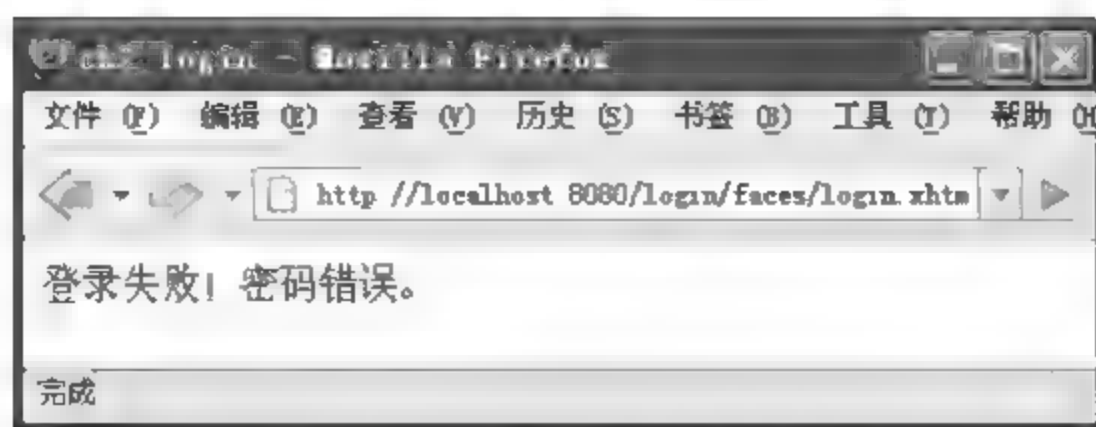 login - Mozilla Firefox
文件 (F) 编辑 (E) 查看 (V) 历史 (S) 书签 (B) 工具 (T) 帮助 (H
http //localhost 8080/login/faces/login.xhtm
登录失败！密码错误。
完成